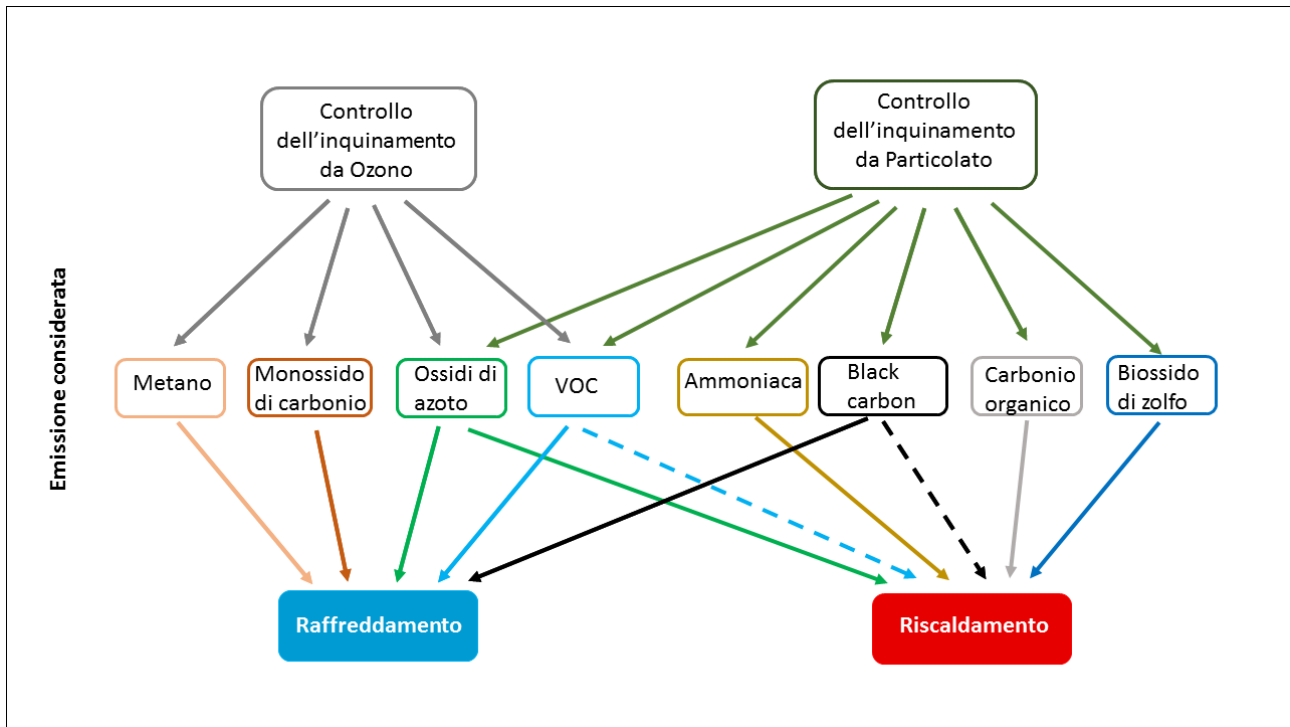 Controllo
dell'inquinamento
da Ozono
Controllo
dell'inquinamento
da Particolato
Emissione considerata
Metano
Monossido
di carbonio
Ossidi di
azoto
VOC
Ammoniaca
Black
carbon
Carbonio
organico
Biossido
di zolfo
Raffreddamento
Riscaldamento